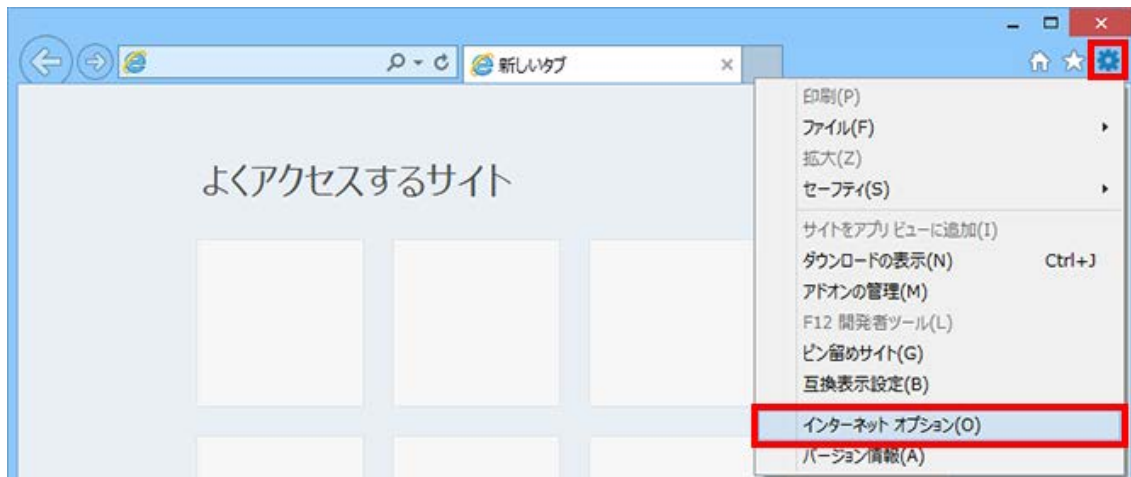 新しいタブ
印刷(P)
ファイル(F)
拡大(Z)
セーフティ(S)
よくアクセスするサイト
サイトをアプリ ビューに追加(I)
ダウンロードの表示(N) Ctrl+J
アドオンの管理(M)
F12 開発者ツール(L)
ピン留めサイト(G)
互換表示設定(B)
インターネット オプション(O)
バージョン情報(A)